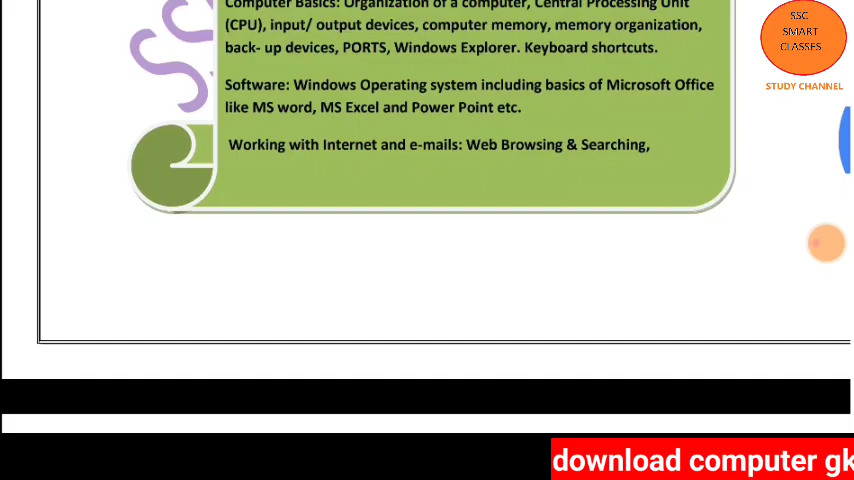 Computer Basics: Organization of a computer, Central Processing Unit
(CPU), input/ output devices, computer memory, memory organization,
back- up devices, PORTS, Windows Explorer. Keyboard shortcuts.
Software: Windows Operating system including basics of Microsoft Office
like MS word, MS Excel and Power Point etc.
Working with Internet and e-mails: Web Browsing & Searching,
SSC
SMART
CLASSES
STUDY CHANNEL
download computer gk